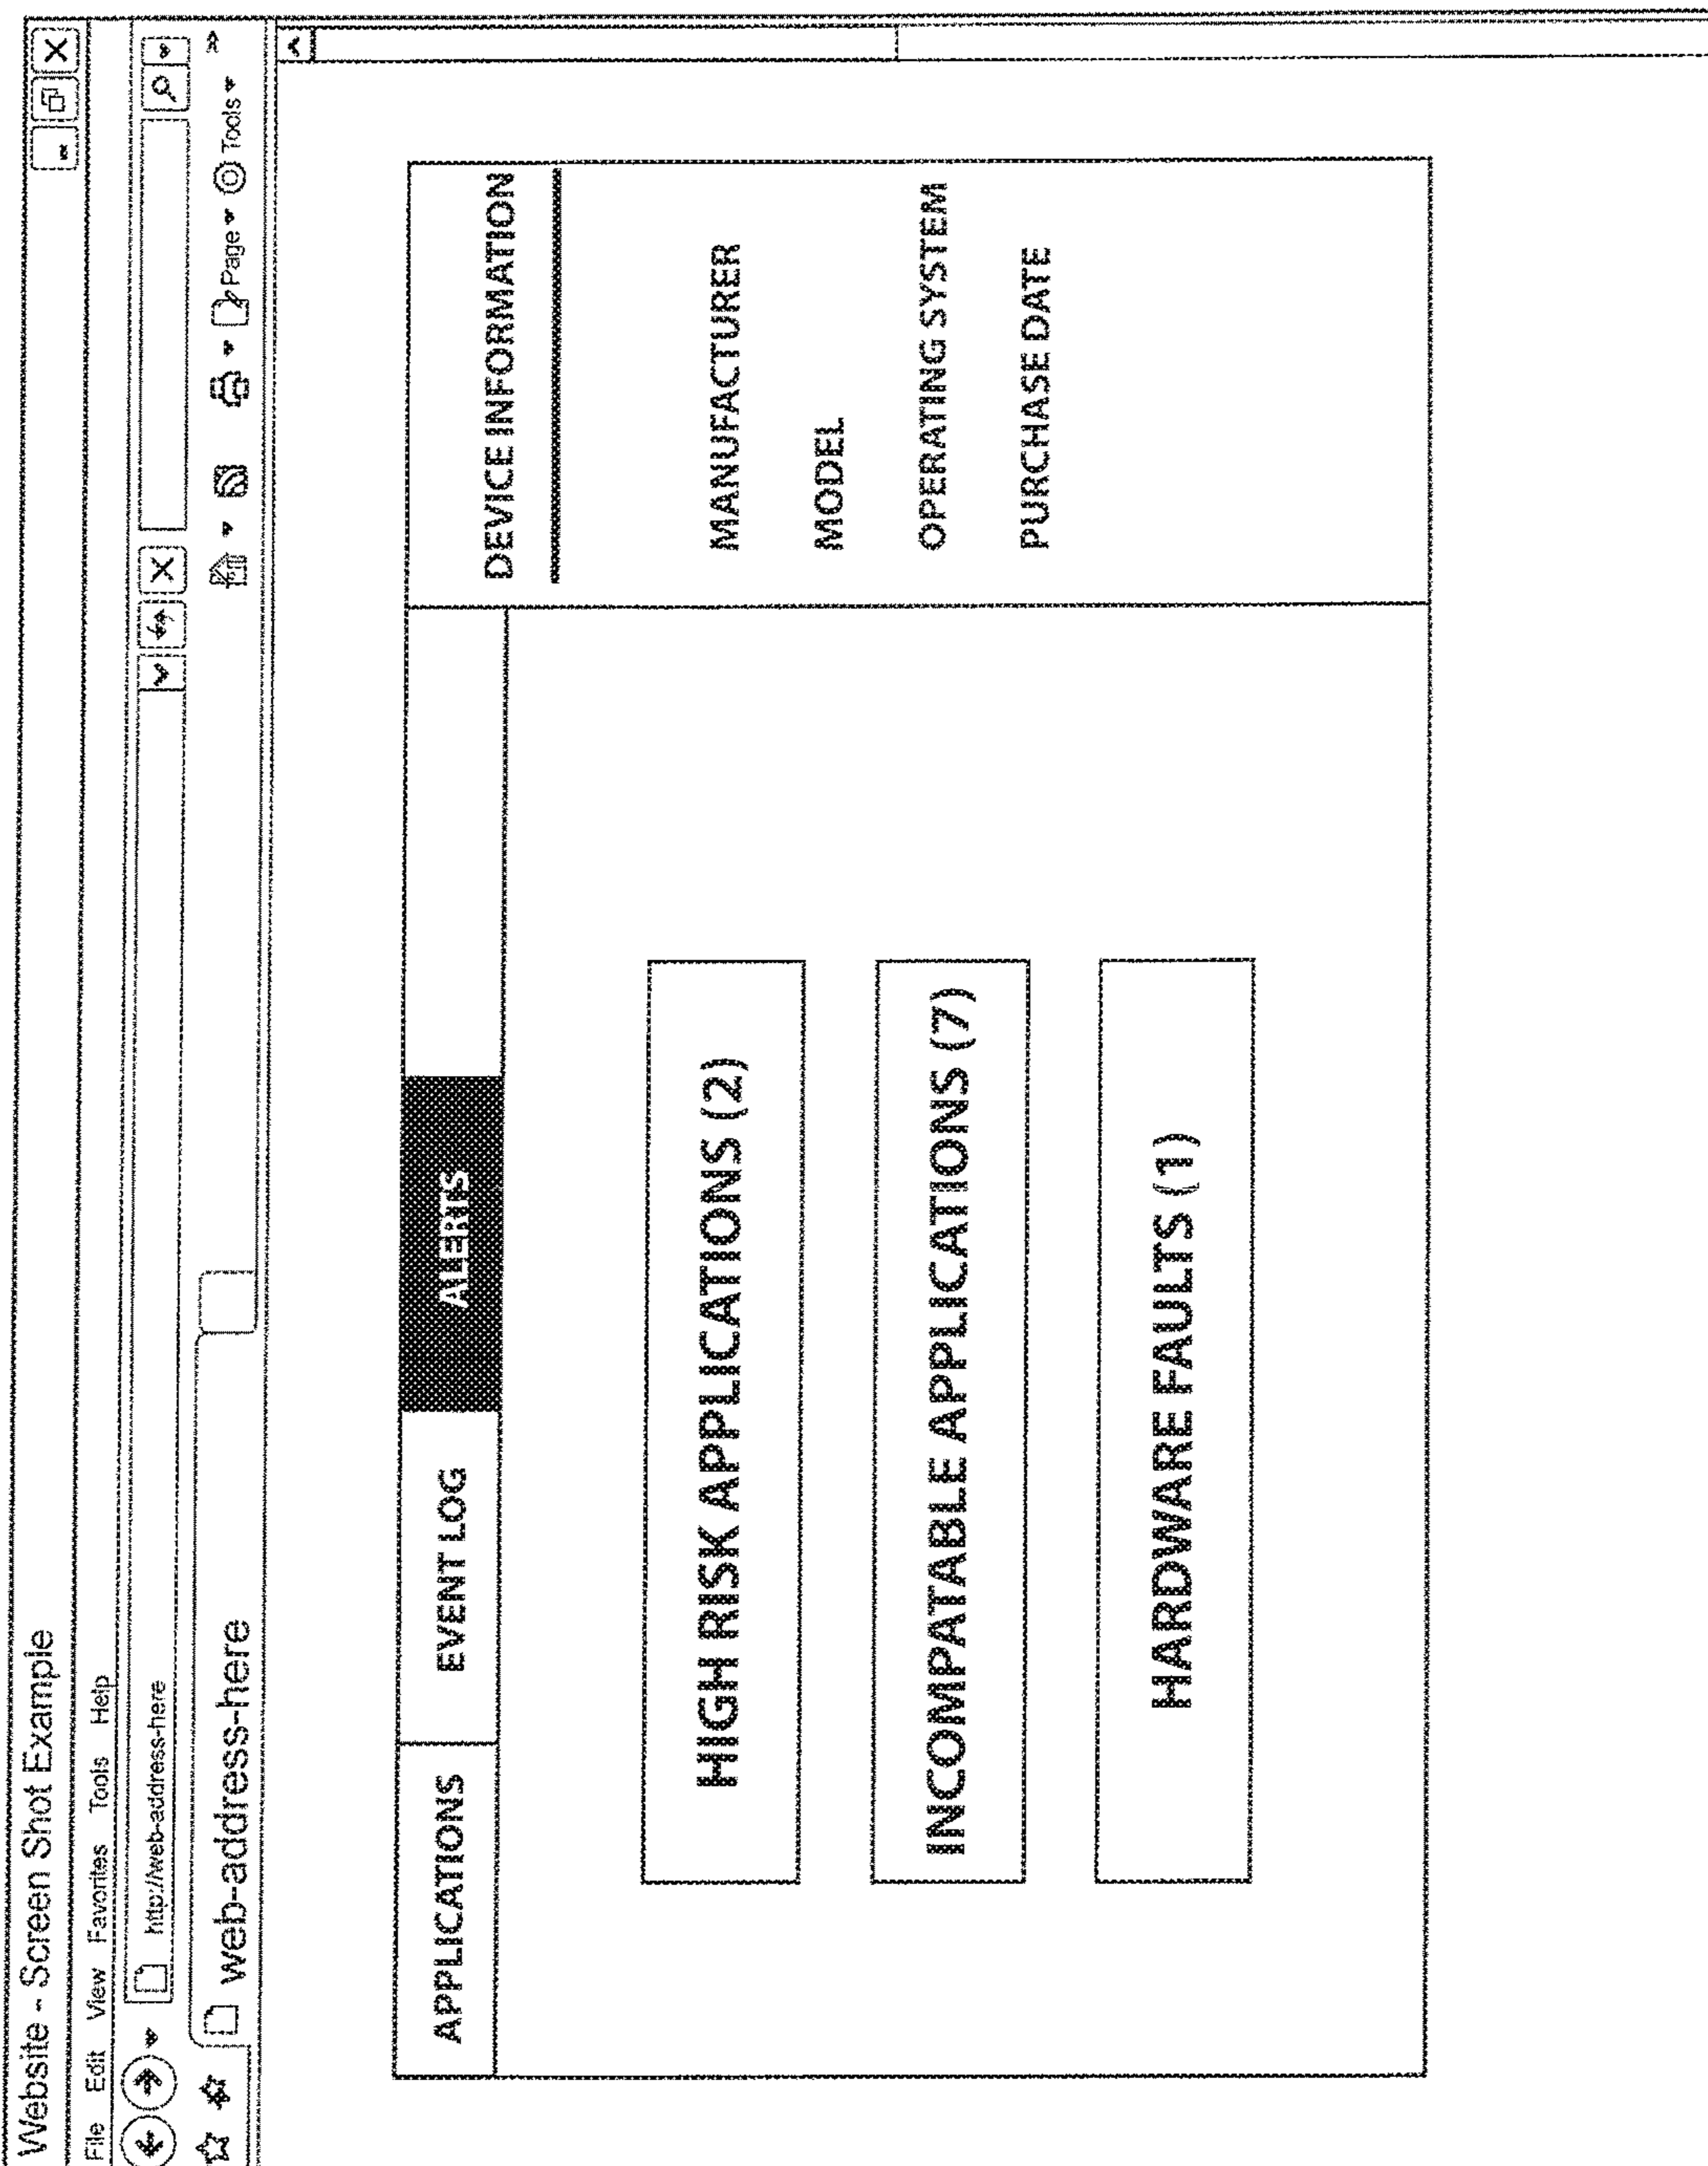 Website - Screen Shot Example
File Edit View Favorites Tools Help
http://web-address-here
web-address-here
Page Tools
APPLICATIONS EVENT LOG ALERTS
HIGH RISK APPLICATIONS (2)
INCOMPATABLE APPLICATIONS (7)
HARDWARE FAULTS (1)
DEVICE INFORMATION
MANUFACTURER
MODEL
OPERATING SYSTEM
PURCHASE DATE